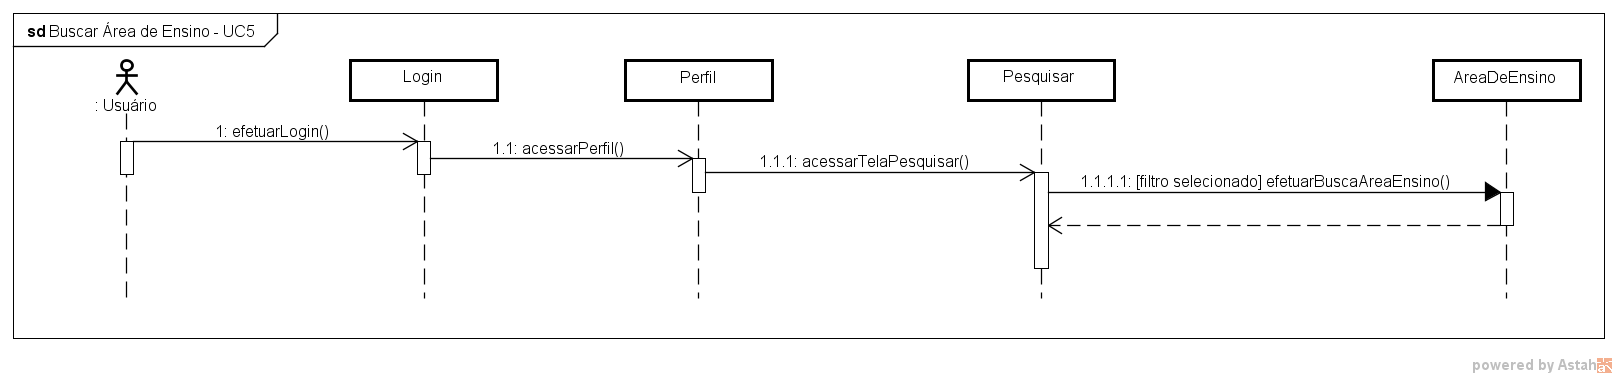 sd Buscar Área de Ensino - UC5
: Usuário
Login
Perfil
Pesquisar
AreaDeEnsino
1: efetuarLogin()
1.1: acessarPerfil()
1.1.1: acessarTelaPesquisar()
1.1.1.1: [filtro selecionado] efetuarBuscaAreaEnsino()
powered by Astah